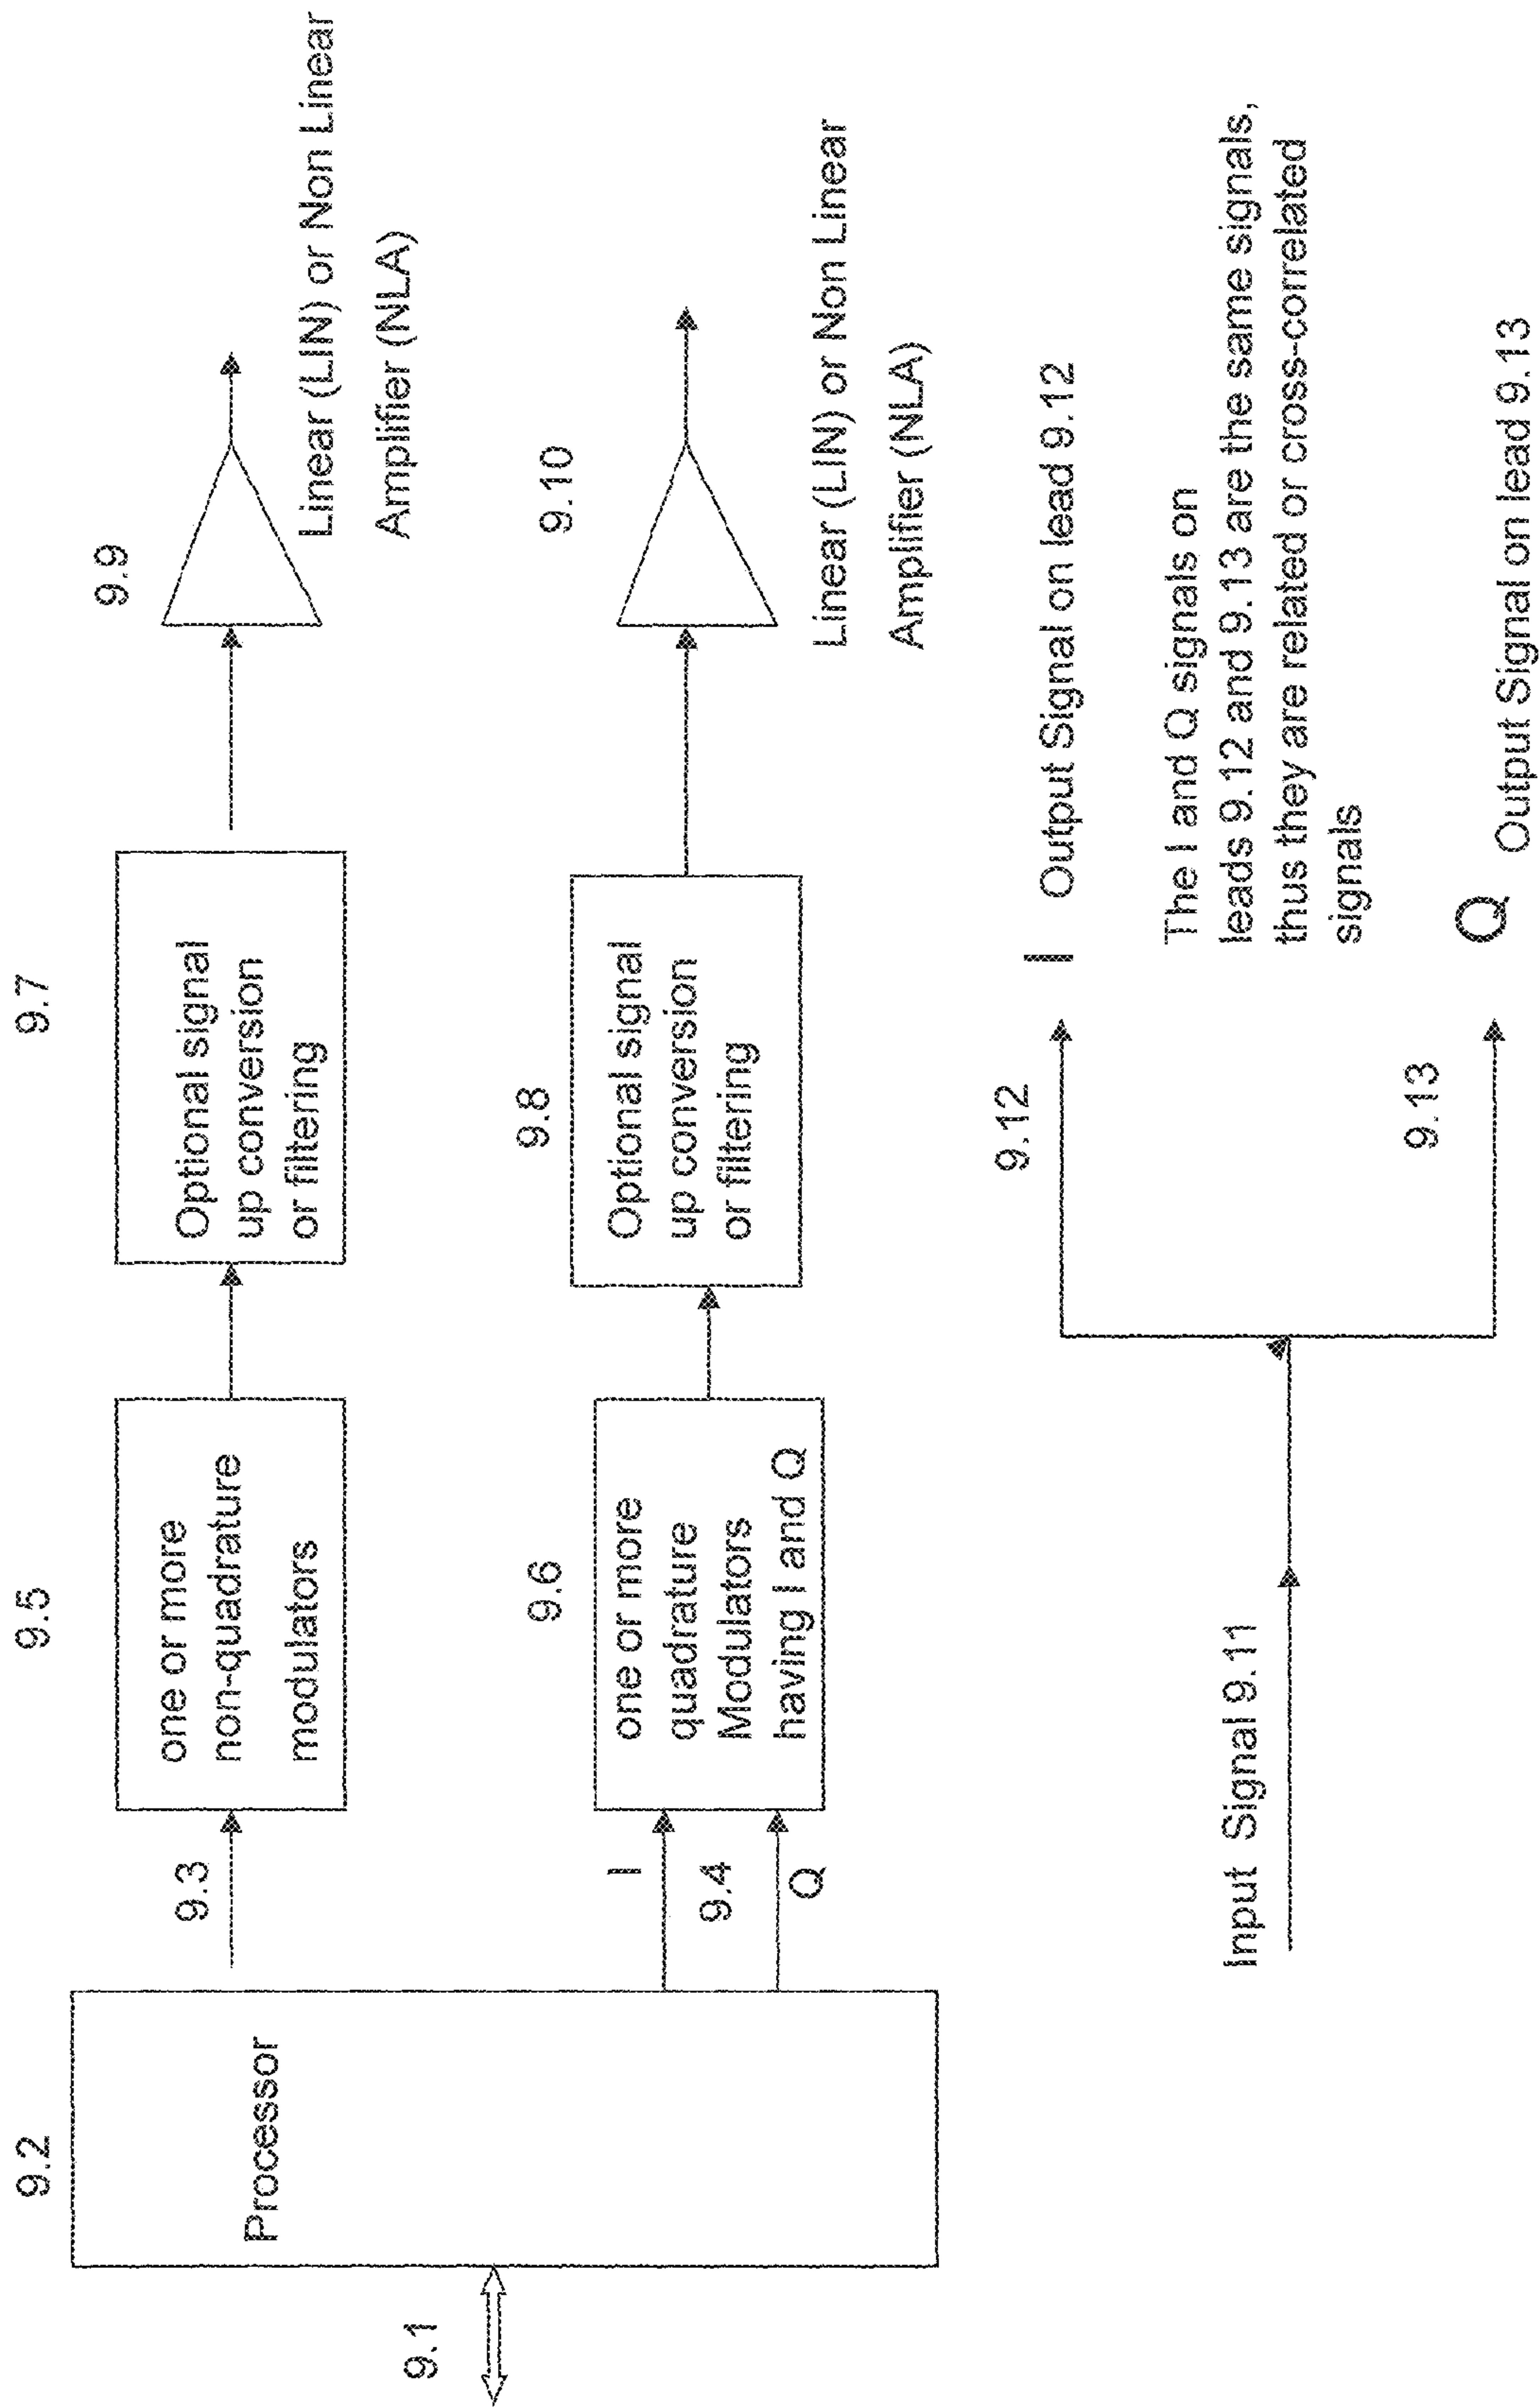 9.1
9.2
Processor
9.3
9.5
one or more
non-quadrature
modulators
9.7
Optional signal
up conversion
or filtering
9.9
Linear (LIN) or Non Linear
Amplifier (NLA)
I
9.4
Q
9.6
one or more
quadrature
Modulators
having I and Q
9.8
Optional signal
up conversion
or filtering
9.10
Linear (LIN) or Non Linear
Amplifier (NLA)
Input Signal 9.11
9.12
I
Output Signal on lead 9.12
The I and Q signals on
leads 9.12 and 9.13 are the same signals,
thus they are related or cross-correlated
signals
9.13
Q
Output Signal on lead 9.13